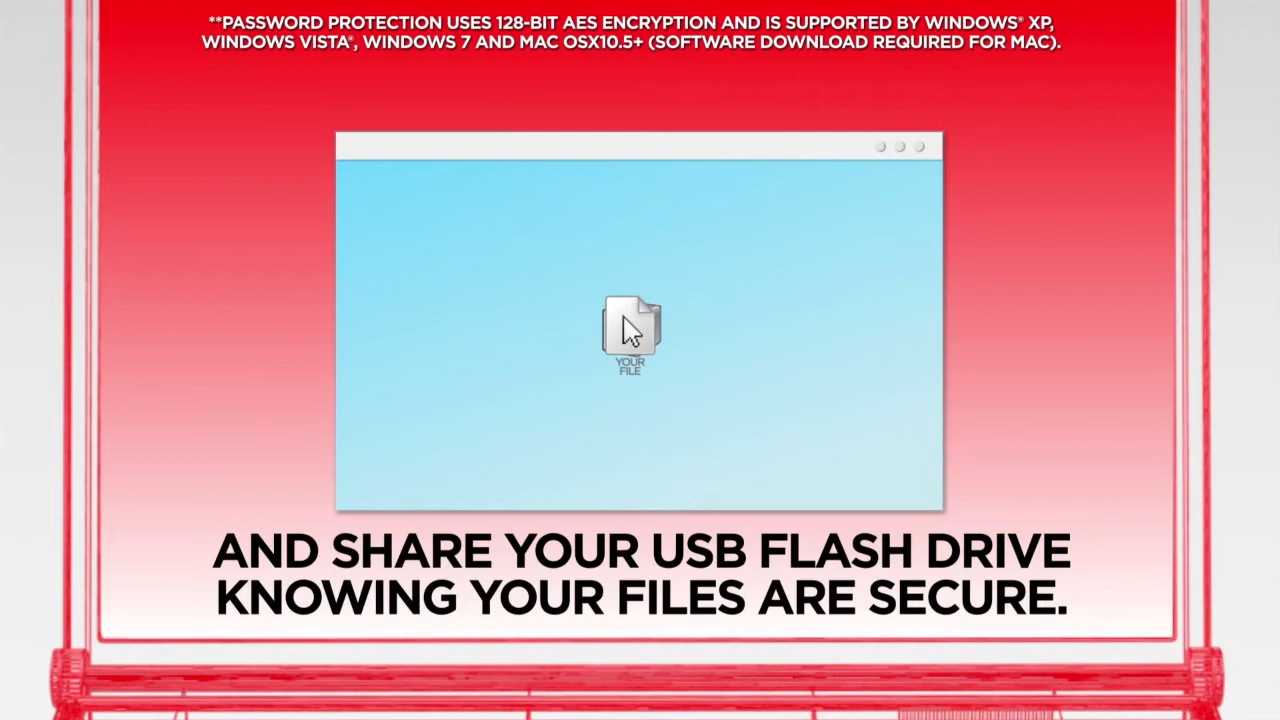 **PASSWORD PROTECTION USES 128-BIT AES ENCRYPTION AND IS SUPPORTED BY WINDOWS® XP,
WINDOWS VISTA®, WINDOWS 7 AND MAC OSX10.5+ (SOFTWARE DOWNLOAD REQUIRED FOR MAC).
YOUR
FILE
AND SHARE YOUR USB FLASH DRIVE
KNOWING YOUR FILES ARE SECURE.